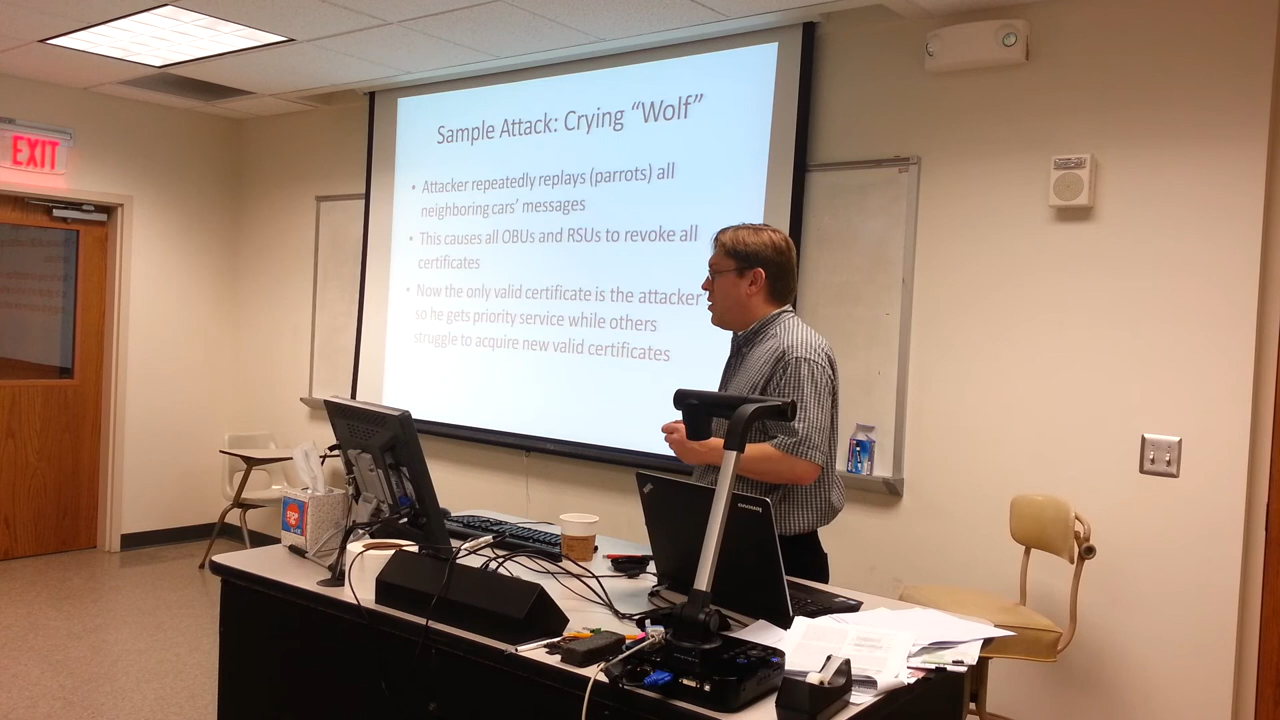 EXIT
Sample Attack: Crying “Wolf”
• Attacker repeatedly replays (parrots) all
neighboring cars’ messages
• This causes all OBUs and RSUs to revoke all
certificates
• Now the only valid certificate is the attacker
so he gets priority service while others
struggle to acquire new valid certificates
lenovo
STOP